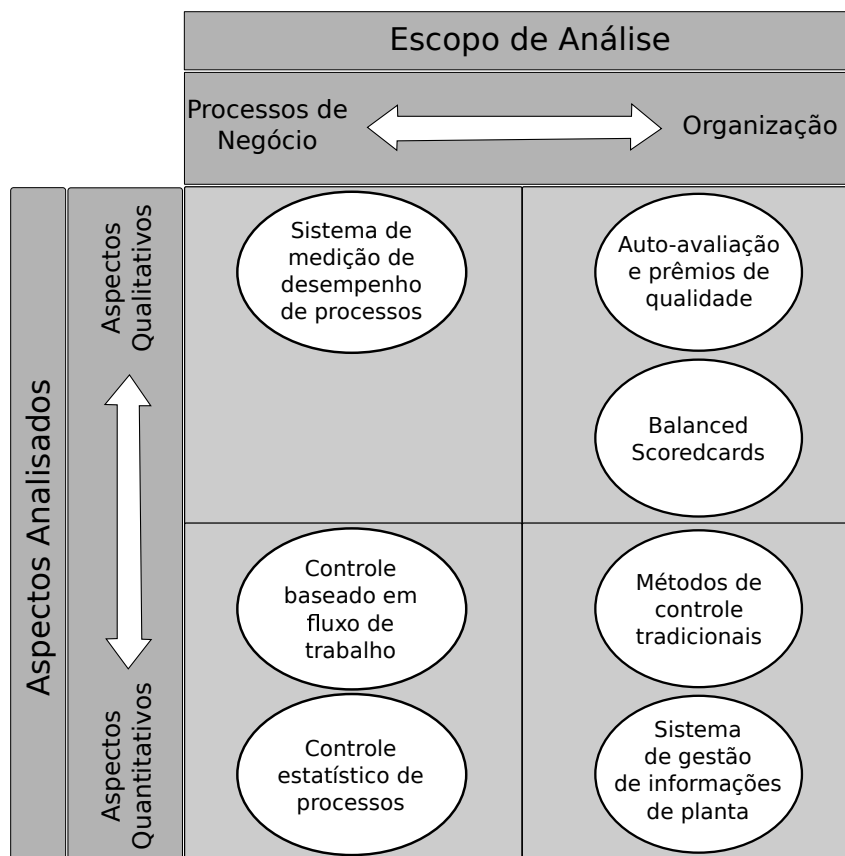 Escopo de Análise
Processos de
Negócio
Organização
Aspectos Analisados
Aspectos
Qualitativos
Aspectos
Quantitativos
Sistema de
medição de
desempenho
de processos
Auto-avaliação
e prêmios de
qualidade
Balanced
Scoredcards
Controle
baseado em
fluxo de
trabalho
Métodos de
controle
tradicionais
Controle
estatístico de
processos
Sistema
de gestão
de informações
de planta